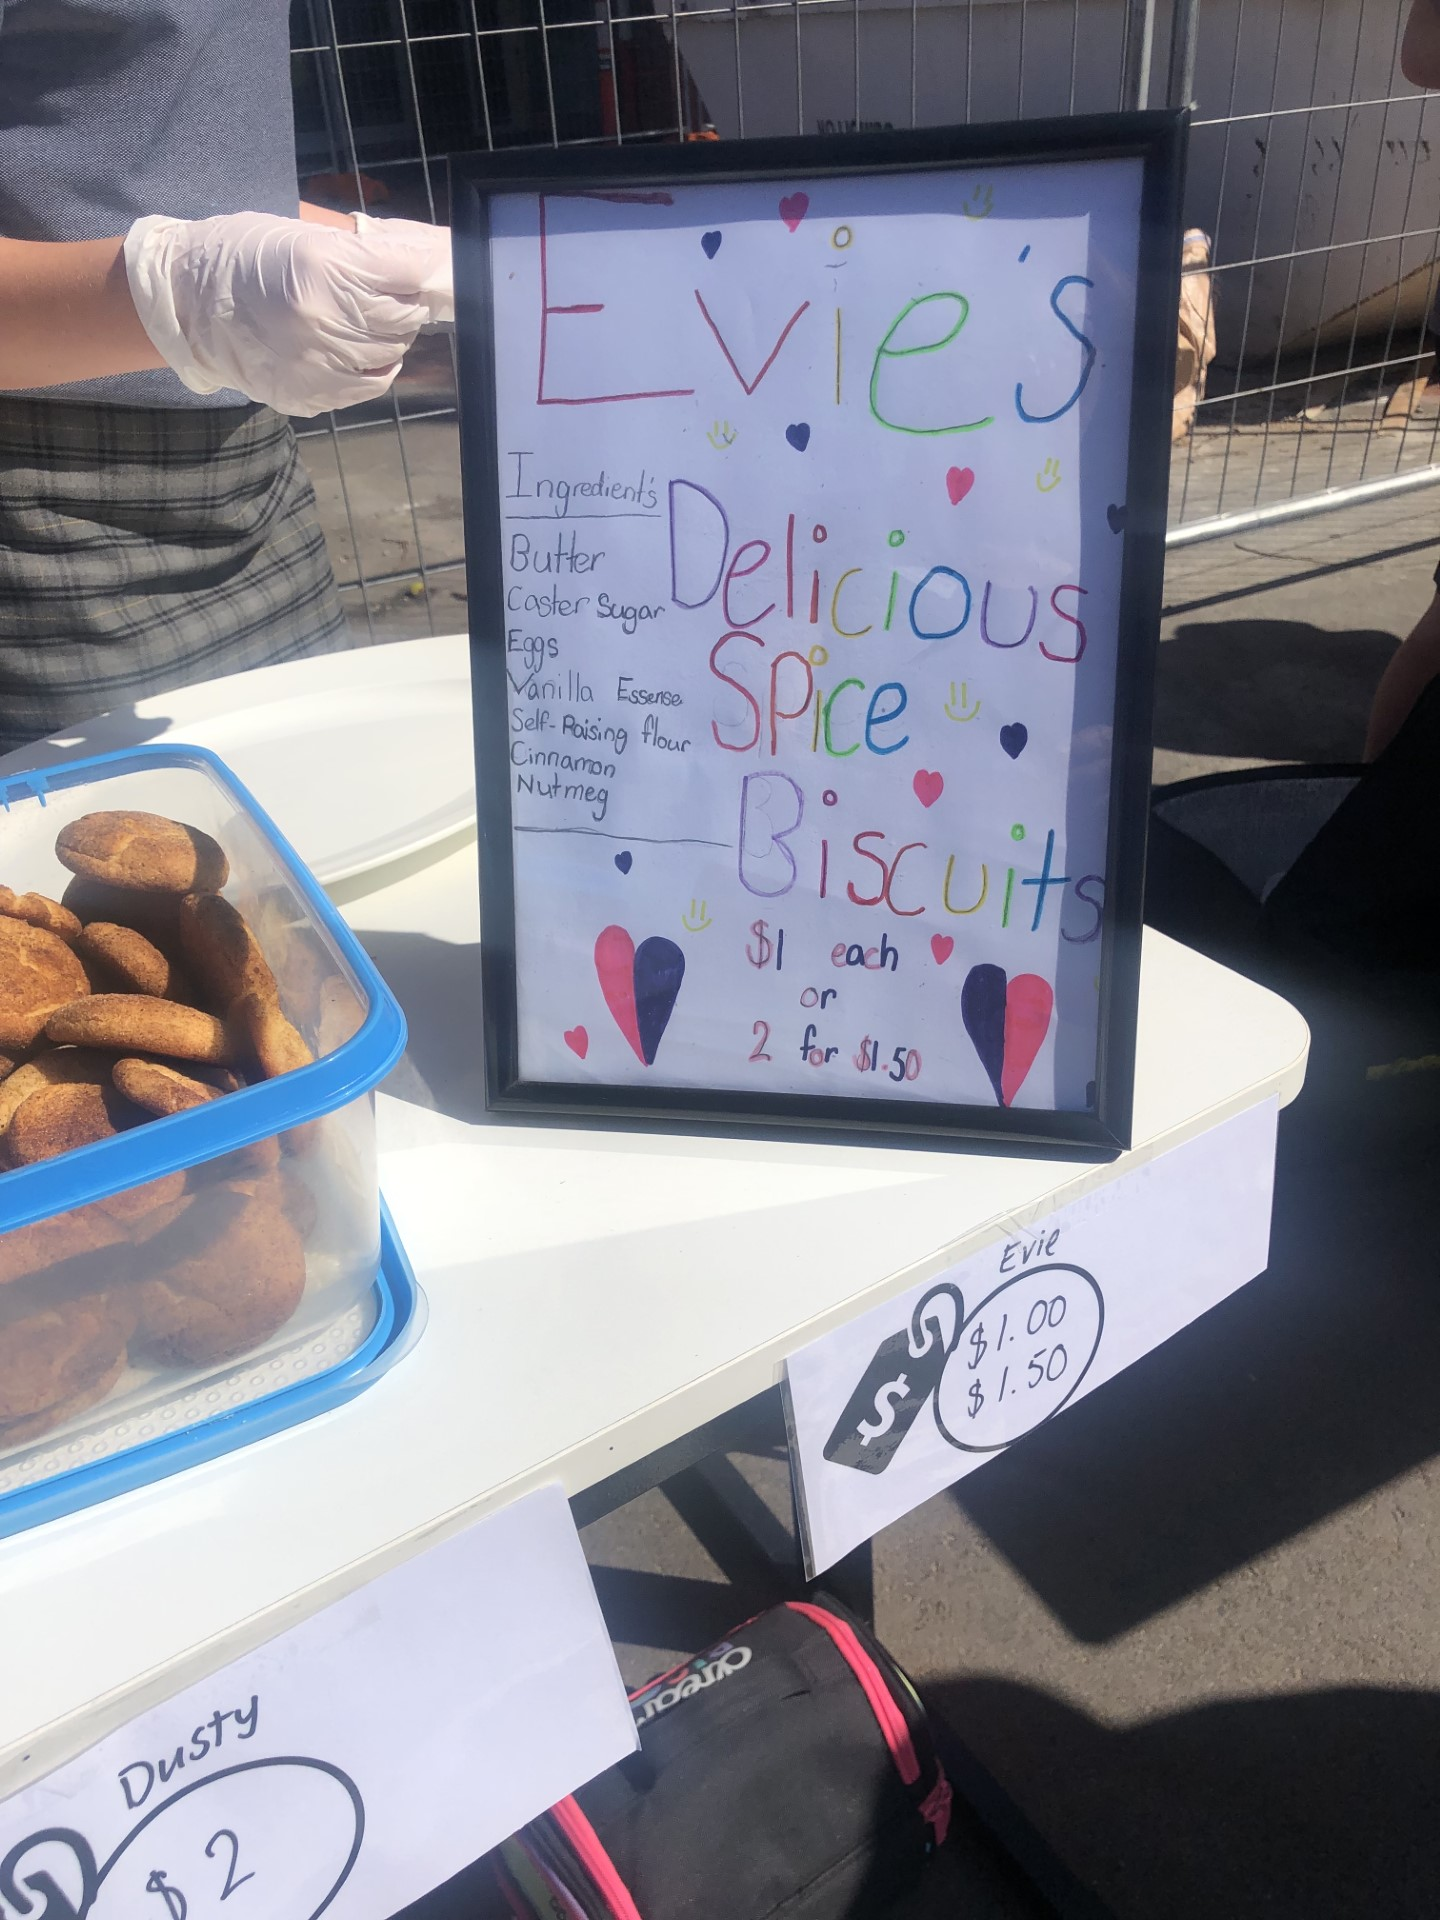 Evie's
Ingredient's
Butter
Caster Sugar
Eggs
Vanilla Essense
Self-Raising flour
Cinnamon
Nutmeg
Delicious
Spice
Biscuits
$1 each
or
2 for $1.50
Evie
$
$1.00
$1.50
Dusty
$2